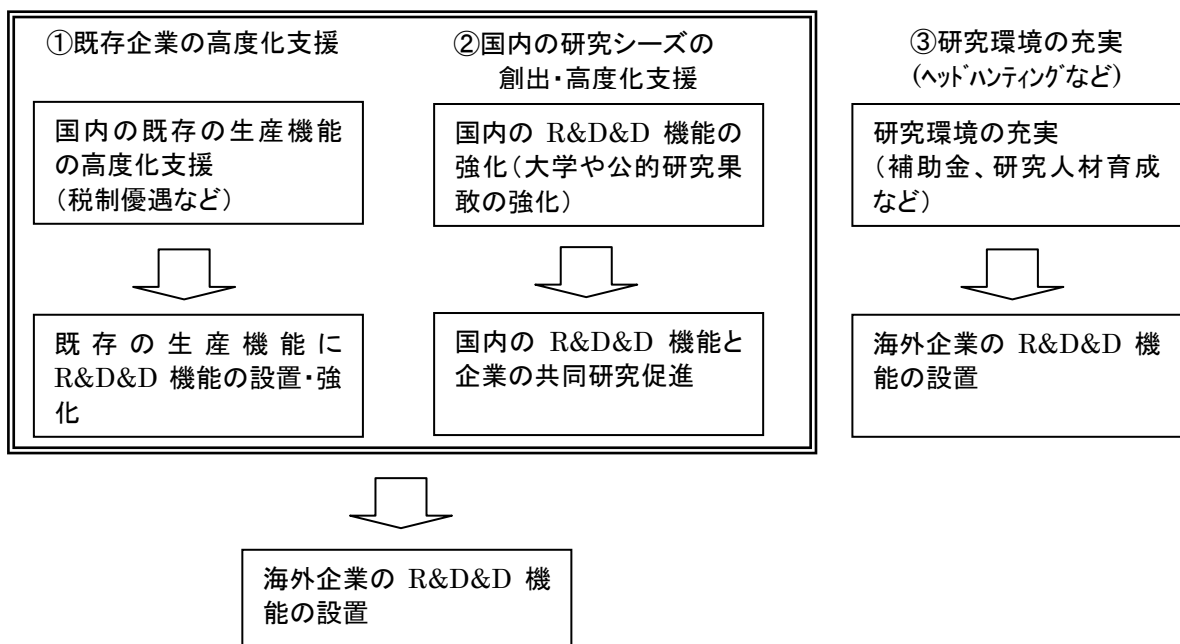 ①既存企業の高度化支援
国内の既存の生産機能
の高度化支援
(税制優遇など)
既存の生産機能に
R&D&D 機能の設置・強
化
②国内の研究シーズの
創出・高度化支援
国内の R&D&D 機能の
強化(大学や公的研究果
敢の強化)
国内の R&D&D 機能と
企業の共同研究促進
③研究環境の充実
(ﾍｯﾄﾞﾊﾝﾃｨﾝｸﾞなど)
研究環境の充実
(補助金、研究人材育成
など)
海外企業の R&D&D 機
能の設置
海外企業の R&D&D 機
能の設置